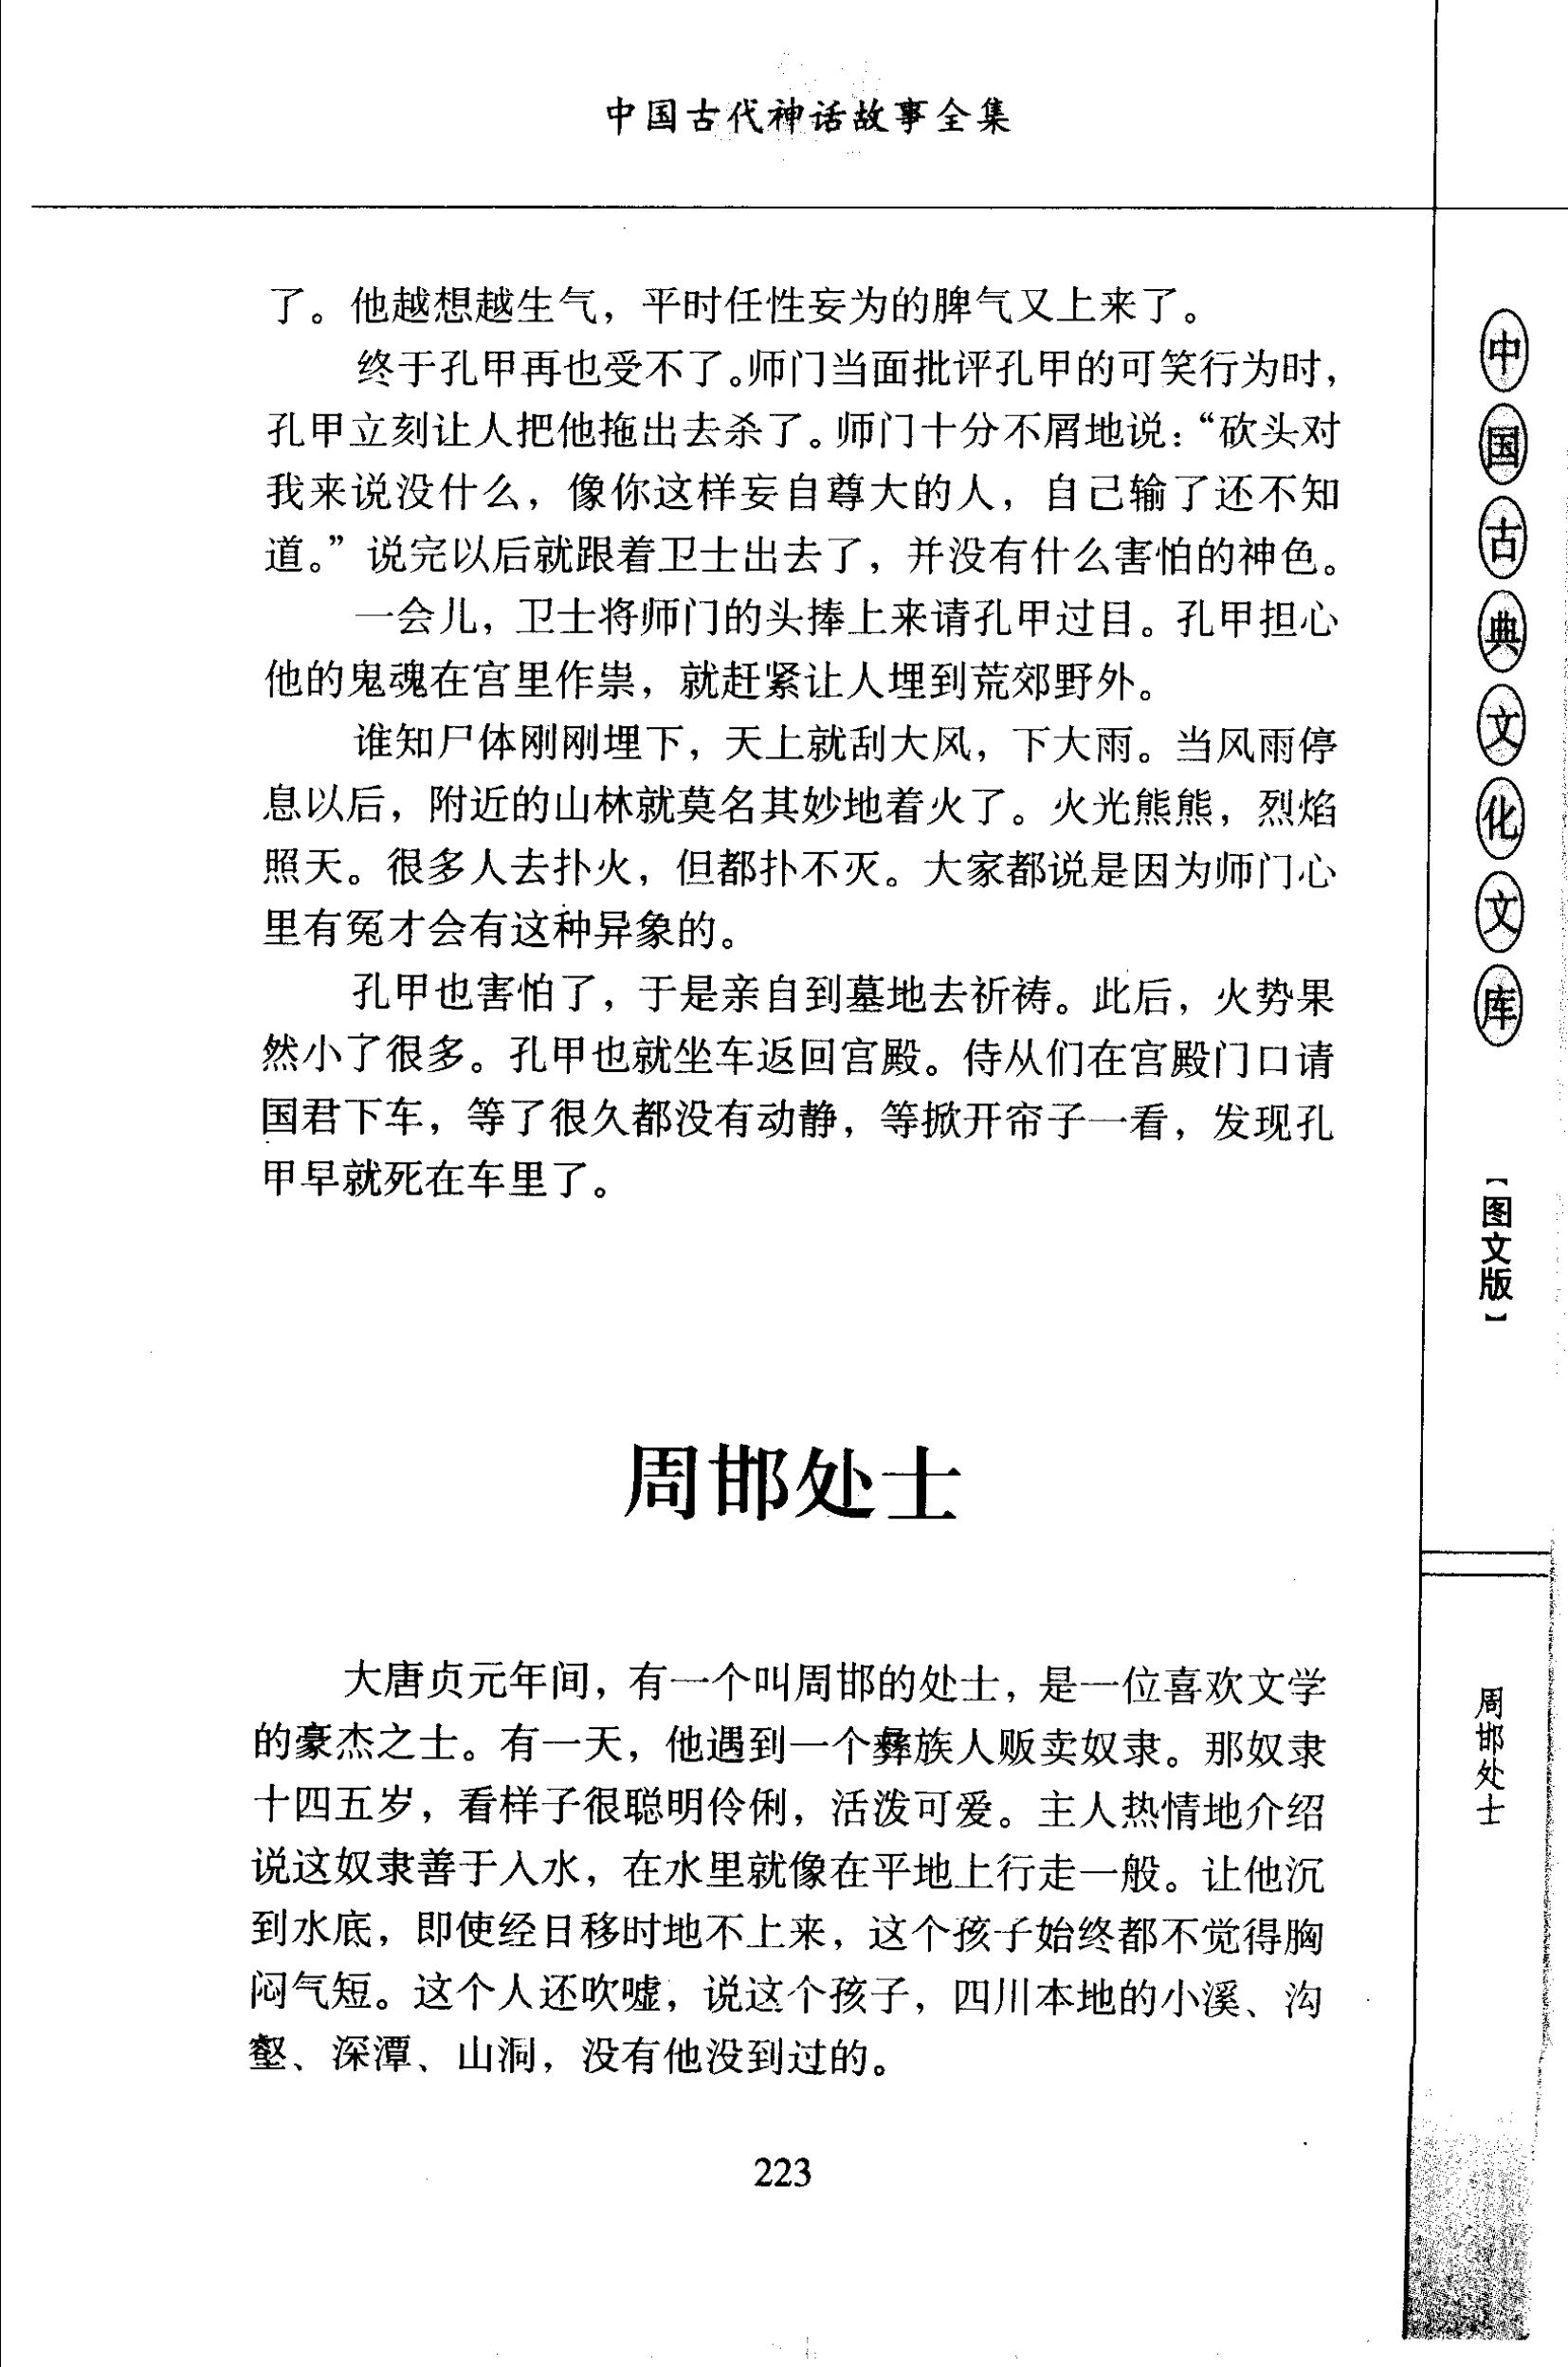 中国古代神话故事全集
了。他越想越生气，平时任性妄为的脾气又上来了。
终于孔甲再也受不了。师门当面批评孔甲的可笑行为时，
孔甲立刻让人把他拖出去杀了。师门十分不屑地说：“砍头对
我来说没什么，像你这样妄自尊大的人，自己输了还不知
道。”说完以后就跟着卫士出去了，并没有什么害怕的神色。
一会儿，卫士将师门的头捧上来请孔甲过目。孔甲担心
他的鬼魂在宫里作祟，就赶紧让人埋到荒郊野外。
谁知尸体刚刚埋下，天上就刮大风，下大雨。当风雨停
息以后，附近的山林就莫名其妙地着火了。火光熊熊，烈焰
照天。很多人去扑火，但都扑不灭。大家都说是因为师门心
里有冤才会有这种异象的。
孔甲也害怕了，于是亲自到墓地去祈祷。此后，火势果
然小了很多。孔甲也就坐车返回宫殿。侍从们在宫殿门口请
国君下车，等了很久都没有动静，等掀开帘子一看，发现孔
甲早就死在车里了。
周邯处士
大唐贞元年间，有一个叫周邯的处士，是一位喜欢文学
的豪杰之士。有一天，他遇到一个彝族人贩卖奴隶。那奴隶
十四五岁，看样子很聪明伶俐，活泼可爱。主人热情地介绍
说这奴隶善于入水，在水里就像在平地上行走一般。让他沉
到水底，即使经日移时地不上来，这个孩子始终都不觉得胸
闷气短。这个人还吹嘘，说这个孩子，四川本地的小溪、沟
壑、深潭、山洞，没有他没到过的。
223
中国古典文化文库
【图文版】
周邯处士